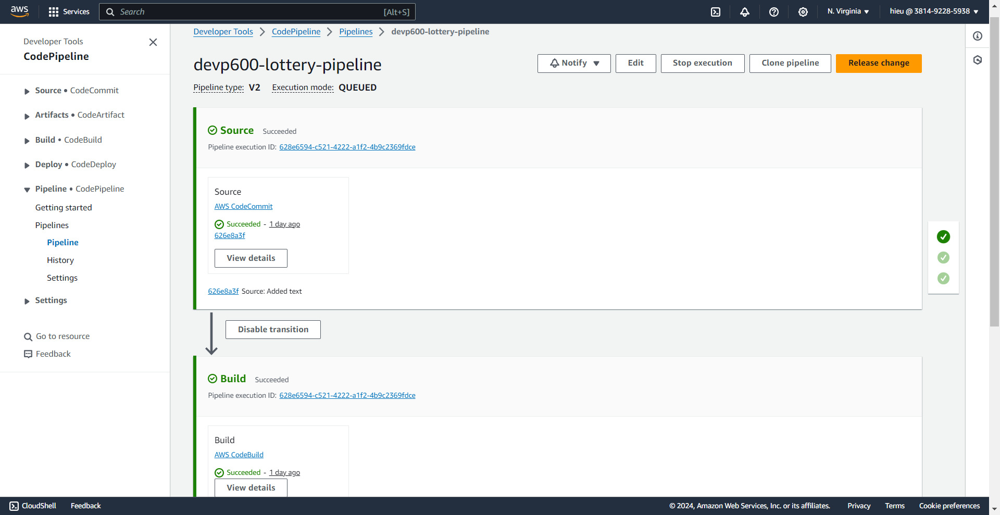 aws
Services
Search
[Alt+S]
N. Virginia
hieu @ 3814-9228-5938
Developer Tools
CodePipeline
Source • CodeCommit
Artifacts • CodeArtifact
Build • CodeBuild
Deploy • CodeDeploy
Pipeline • CodePipeline
Getting started
Pipelines
Pipeline
History
Settings
Settings
Go to resource
Feedback
Developer Tools
CodePipeline
Pipelines
devp600-lottery-pipeline
devp600-lottery-pipeline
Notify
Edit
Stop execution
Clone pipeline
Release change
Pipeline type: V2
Execution mode: QUEUED
Source Succeeded
Pipeline execution ID: 628e6594-c521-4222-a1f2-4b9c2369fdce
Source
AWS CodeCommit
Succeeded - 1 day ago
626e8a3f
View details
626e8a3f Source: Added text
Disable transition
Build Succeeded
Pipeline execution ID: 628e6594-c521-4222-a1f2-4b9c2369fdce
Build
AWS CodeBuild
Succeeded - 1 day ago
View details
CloudShell
Feedback
© 2024, Amazon Web Services, Inc. or its affiliates.
Privacy
Terms
Cookie preferences